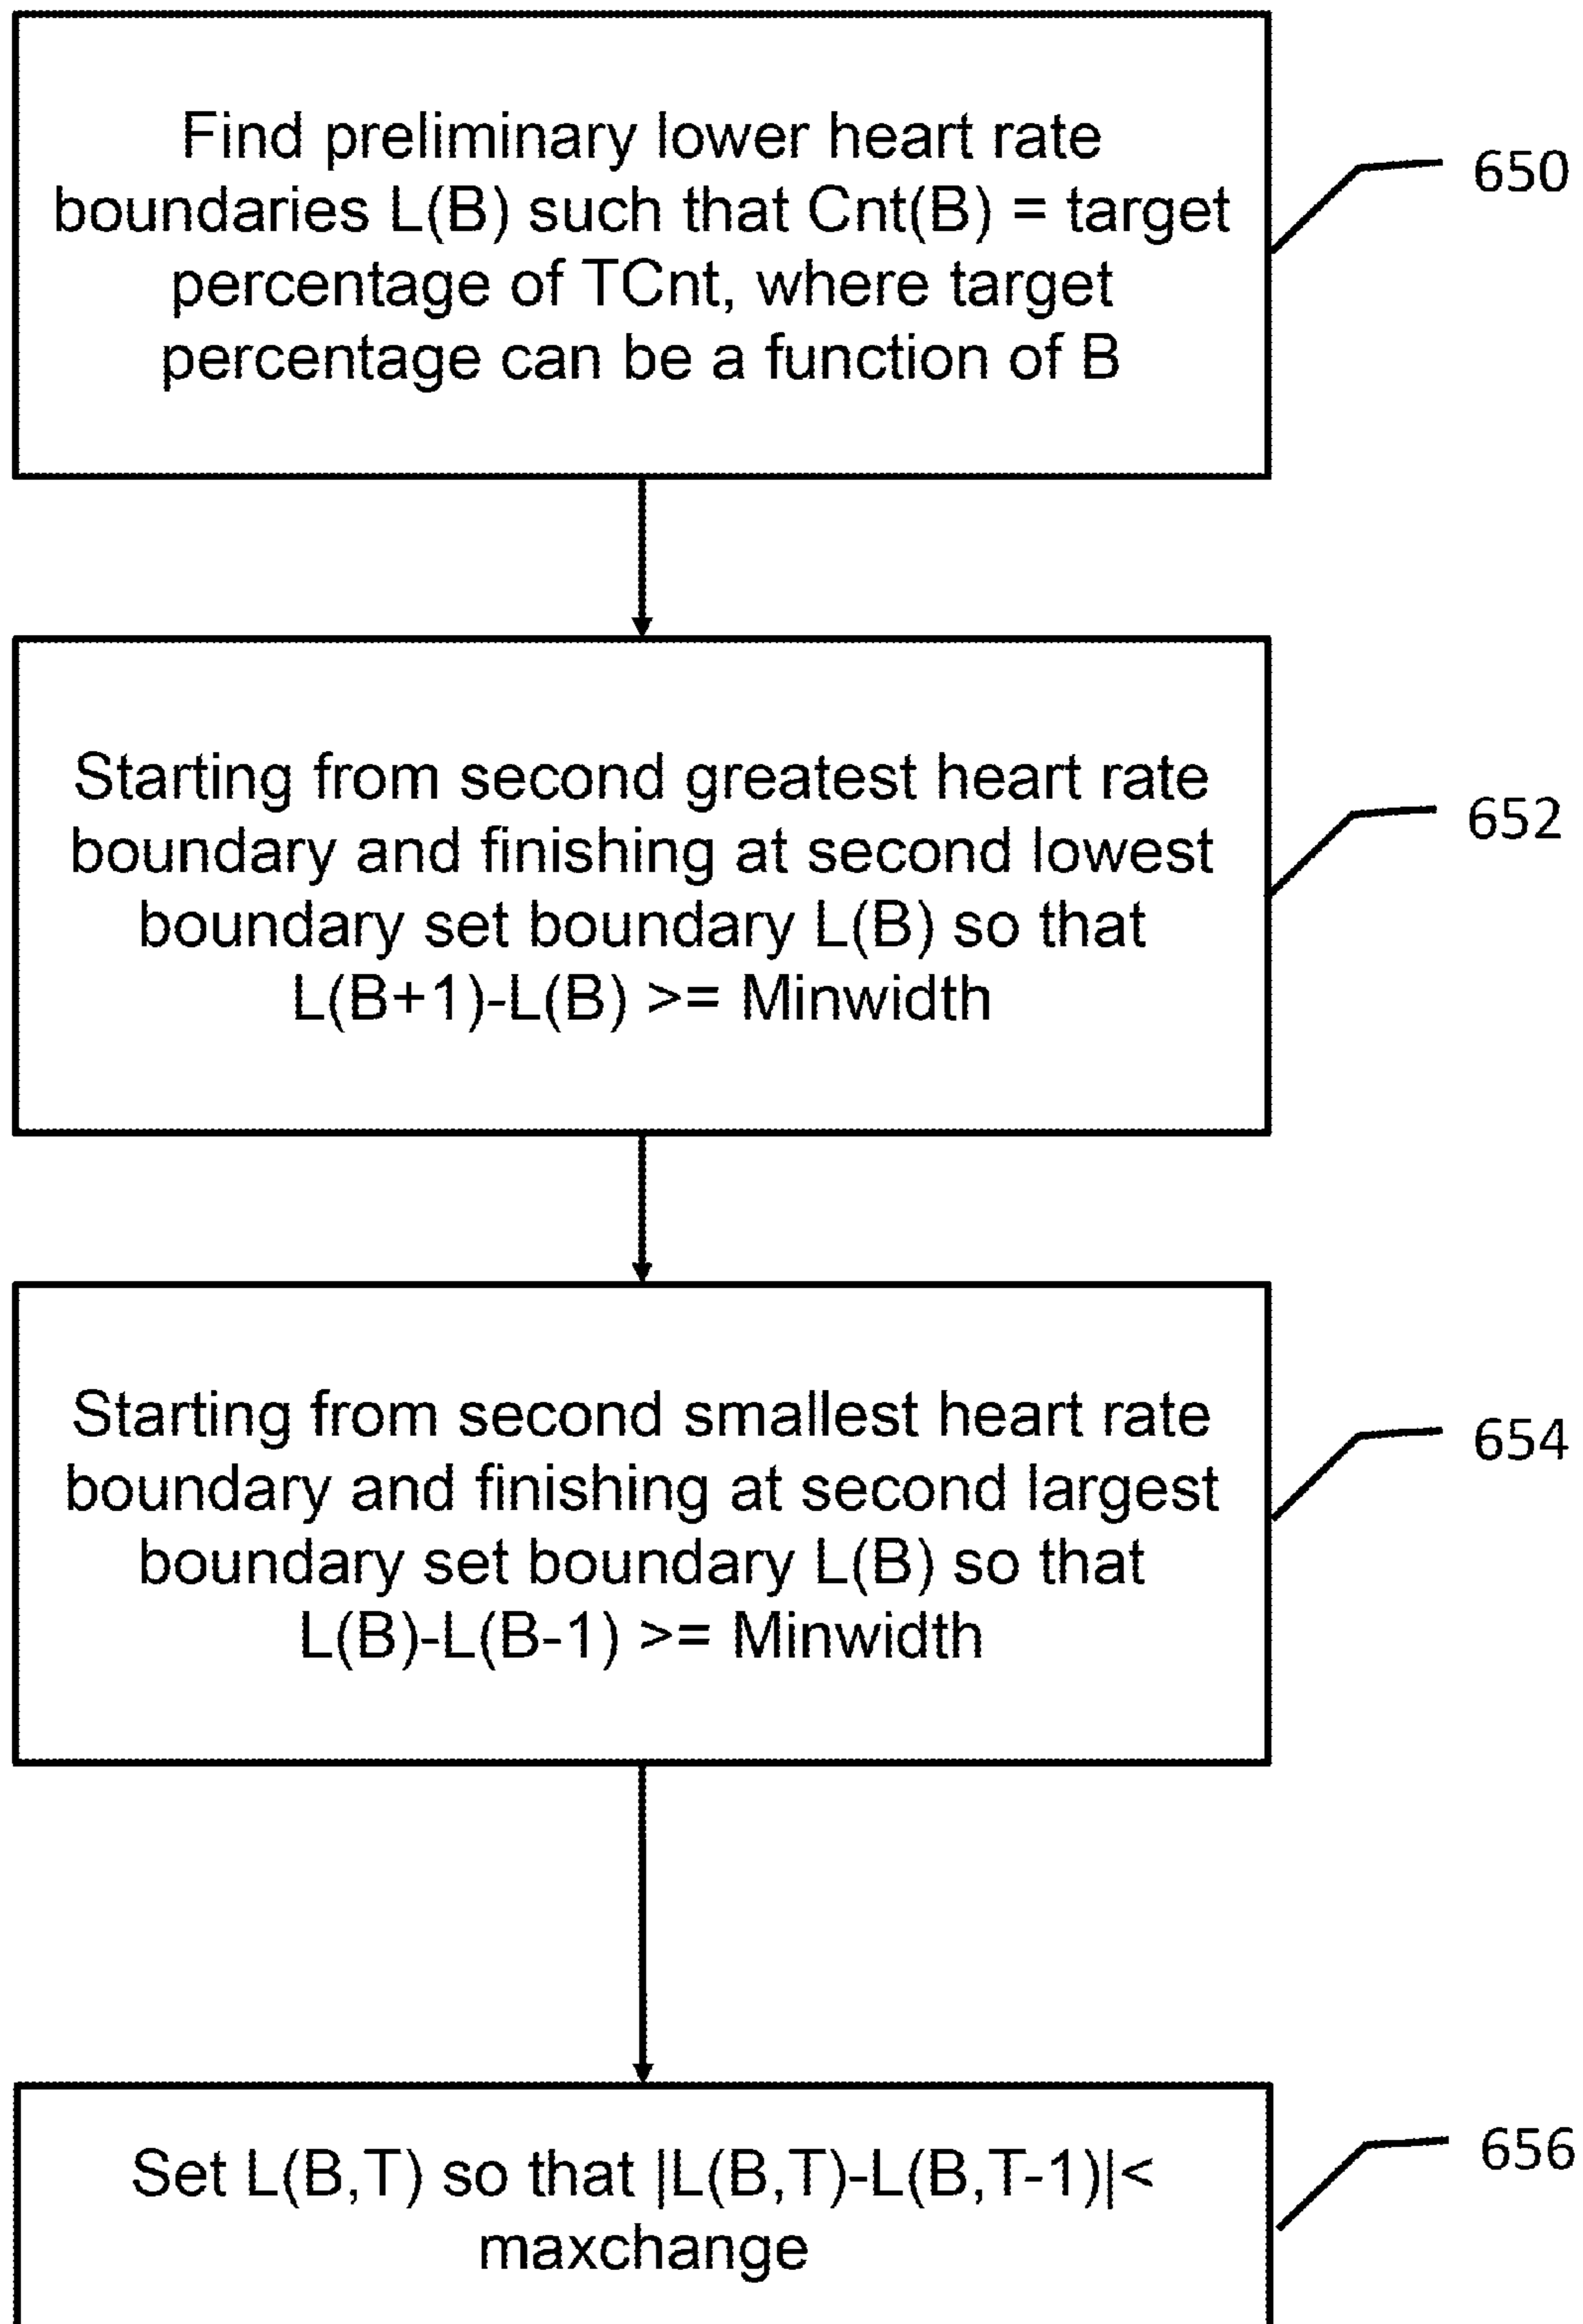 Find preliminary lower heart rate
boundaries L(B) such that Cnt(B) = target
percentage of TCnt, where target
percentage can be a function of B
650
Starting from second greatest heart rate
boundary and finishing at second lowest
boundary set boundary L(B) so that
L(B+1)-L(B) >= Minwidth
652
Starting from second smallest heart rate
boundary and finishing at second largest
boundary set boundary L(B) so that
L(B)-L(B-1) >= Minwidth
654
Set L(B,T) so that |L(B,T)-L(B,T-1)|<
maxchange
656